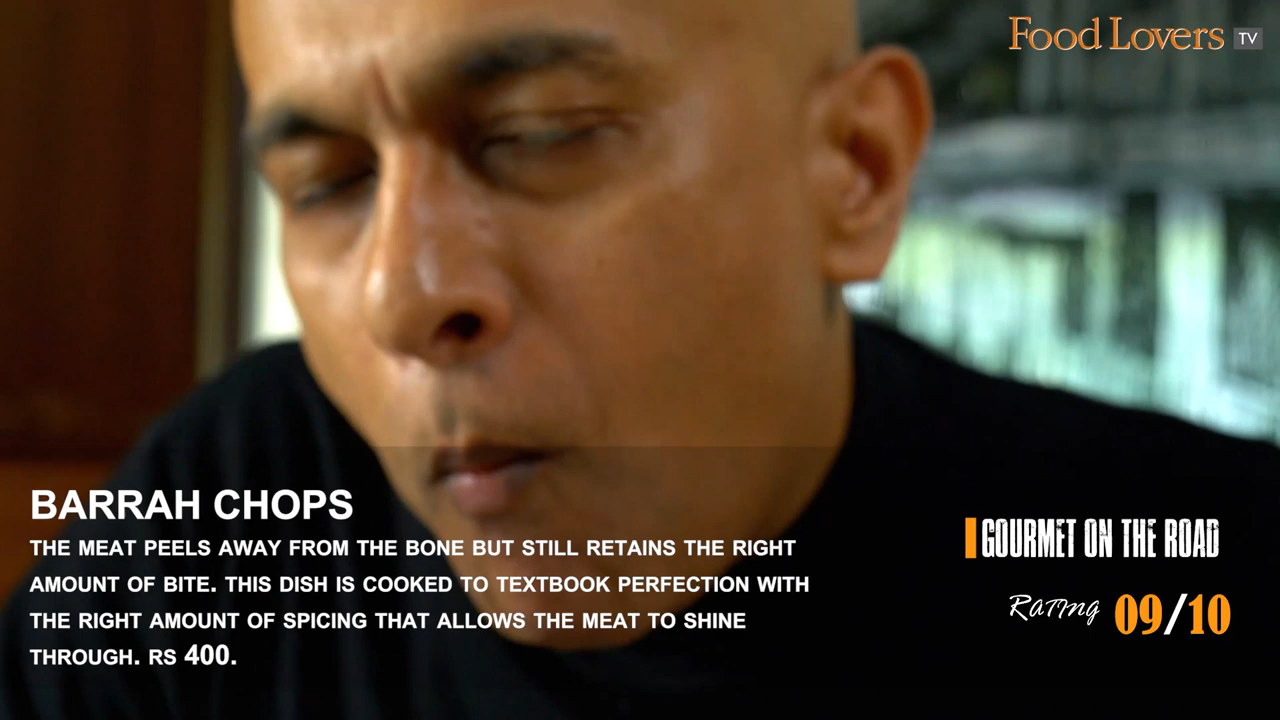 Food Lovers TV
BARRAH CHOPS
THE MEAT PEELS AWAY FROM THE BONE BUT STILL RETAINS THE RIGHT
AMOUNT OF BITE. THIS DISH IS COOKED TO TEXTBOOK PERFECTION WITH
THE RIGHT AMOUNT OF SPICING THAT ALLOWS THE MEAT TO SHINE
THROUGH. RS 400.
GOURMET ON THE ROAD
Rating 09/10